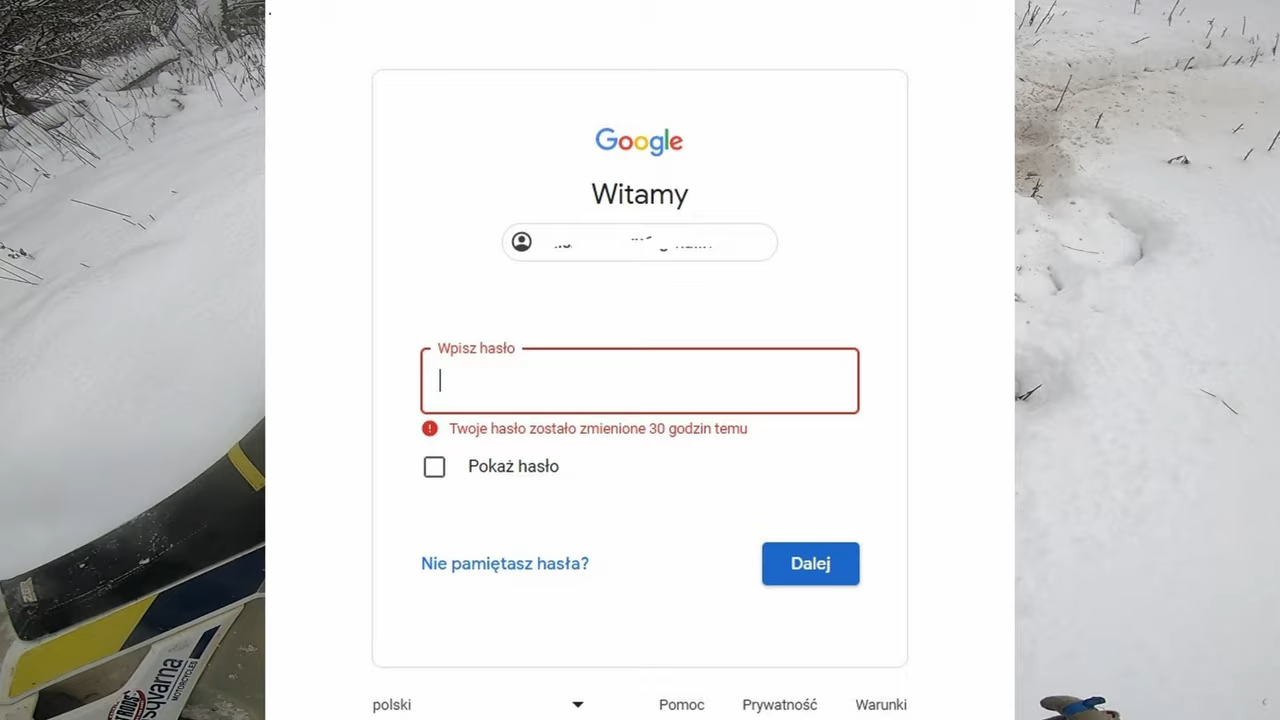 Google
Witamy
Wpisz hasło
Twoje hasło zostało zmienione 30 godzin temu
Pokaż hasło
Nie pamiętasz hasła?
Dalej
polski
Pomoc
Prywatność
Warunki
MOTORCYCLES